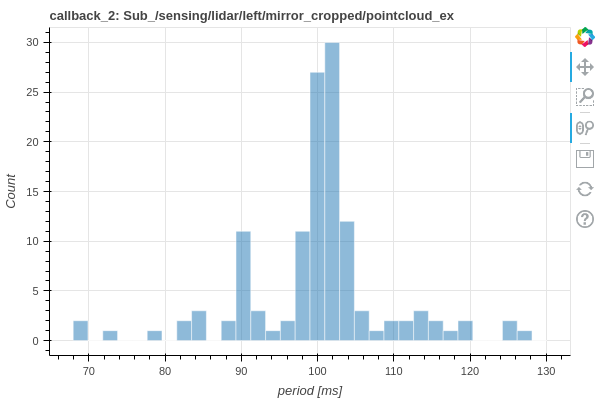 callback_2: Sub_/sensing/lidar/left/mirror_cropped/pointcloud_ex
30
25
20
15
10
5
0
Count
70 80 90 100 110 120 130
period [ms]